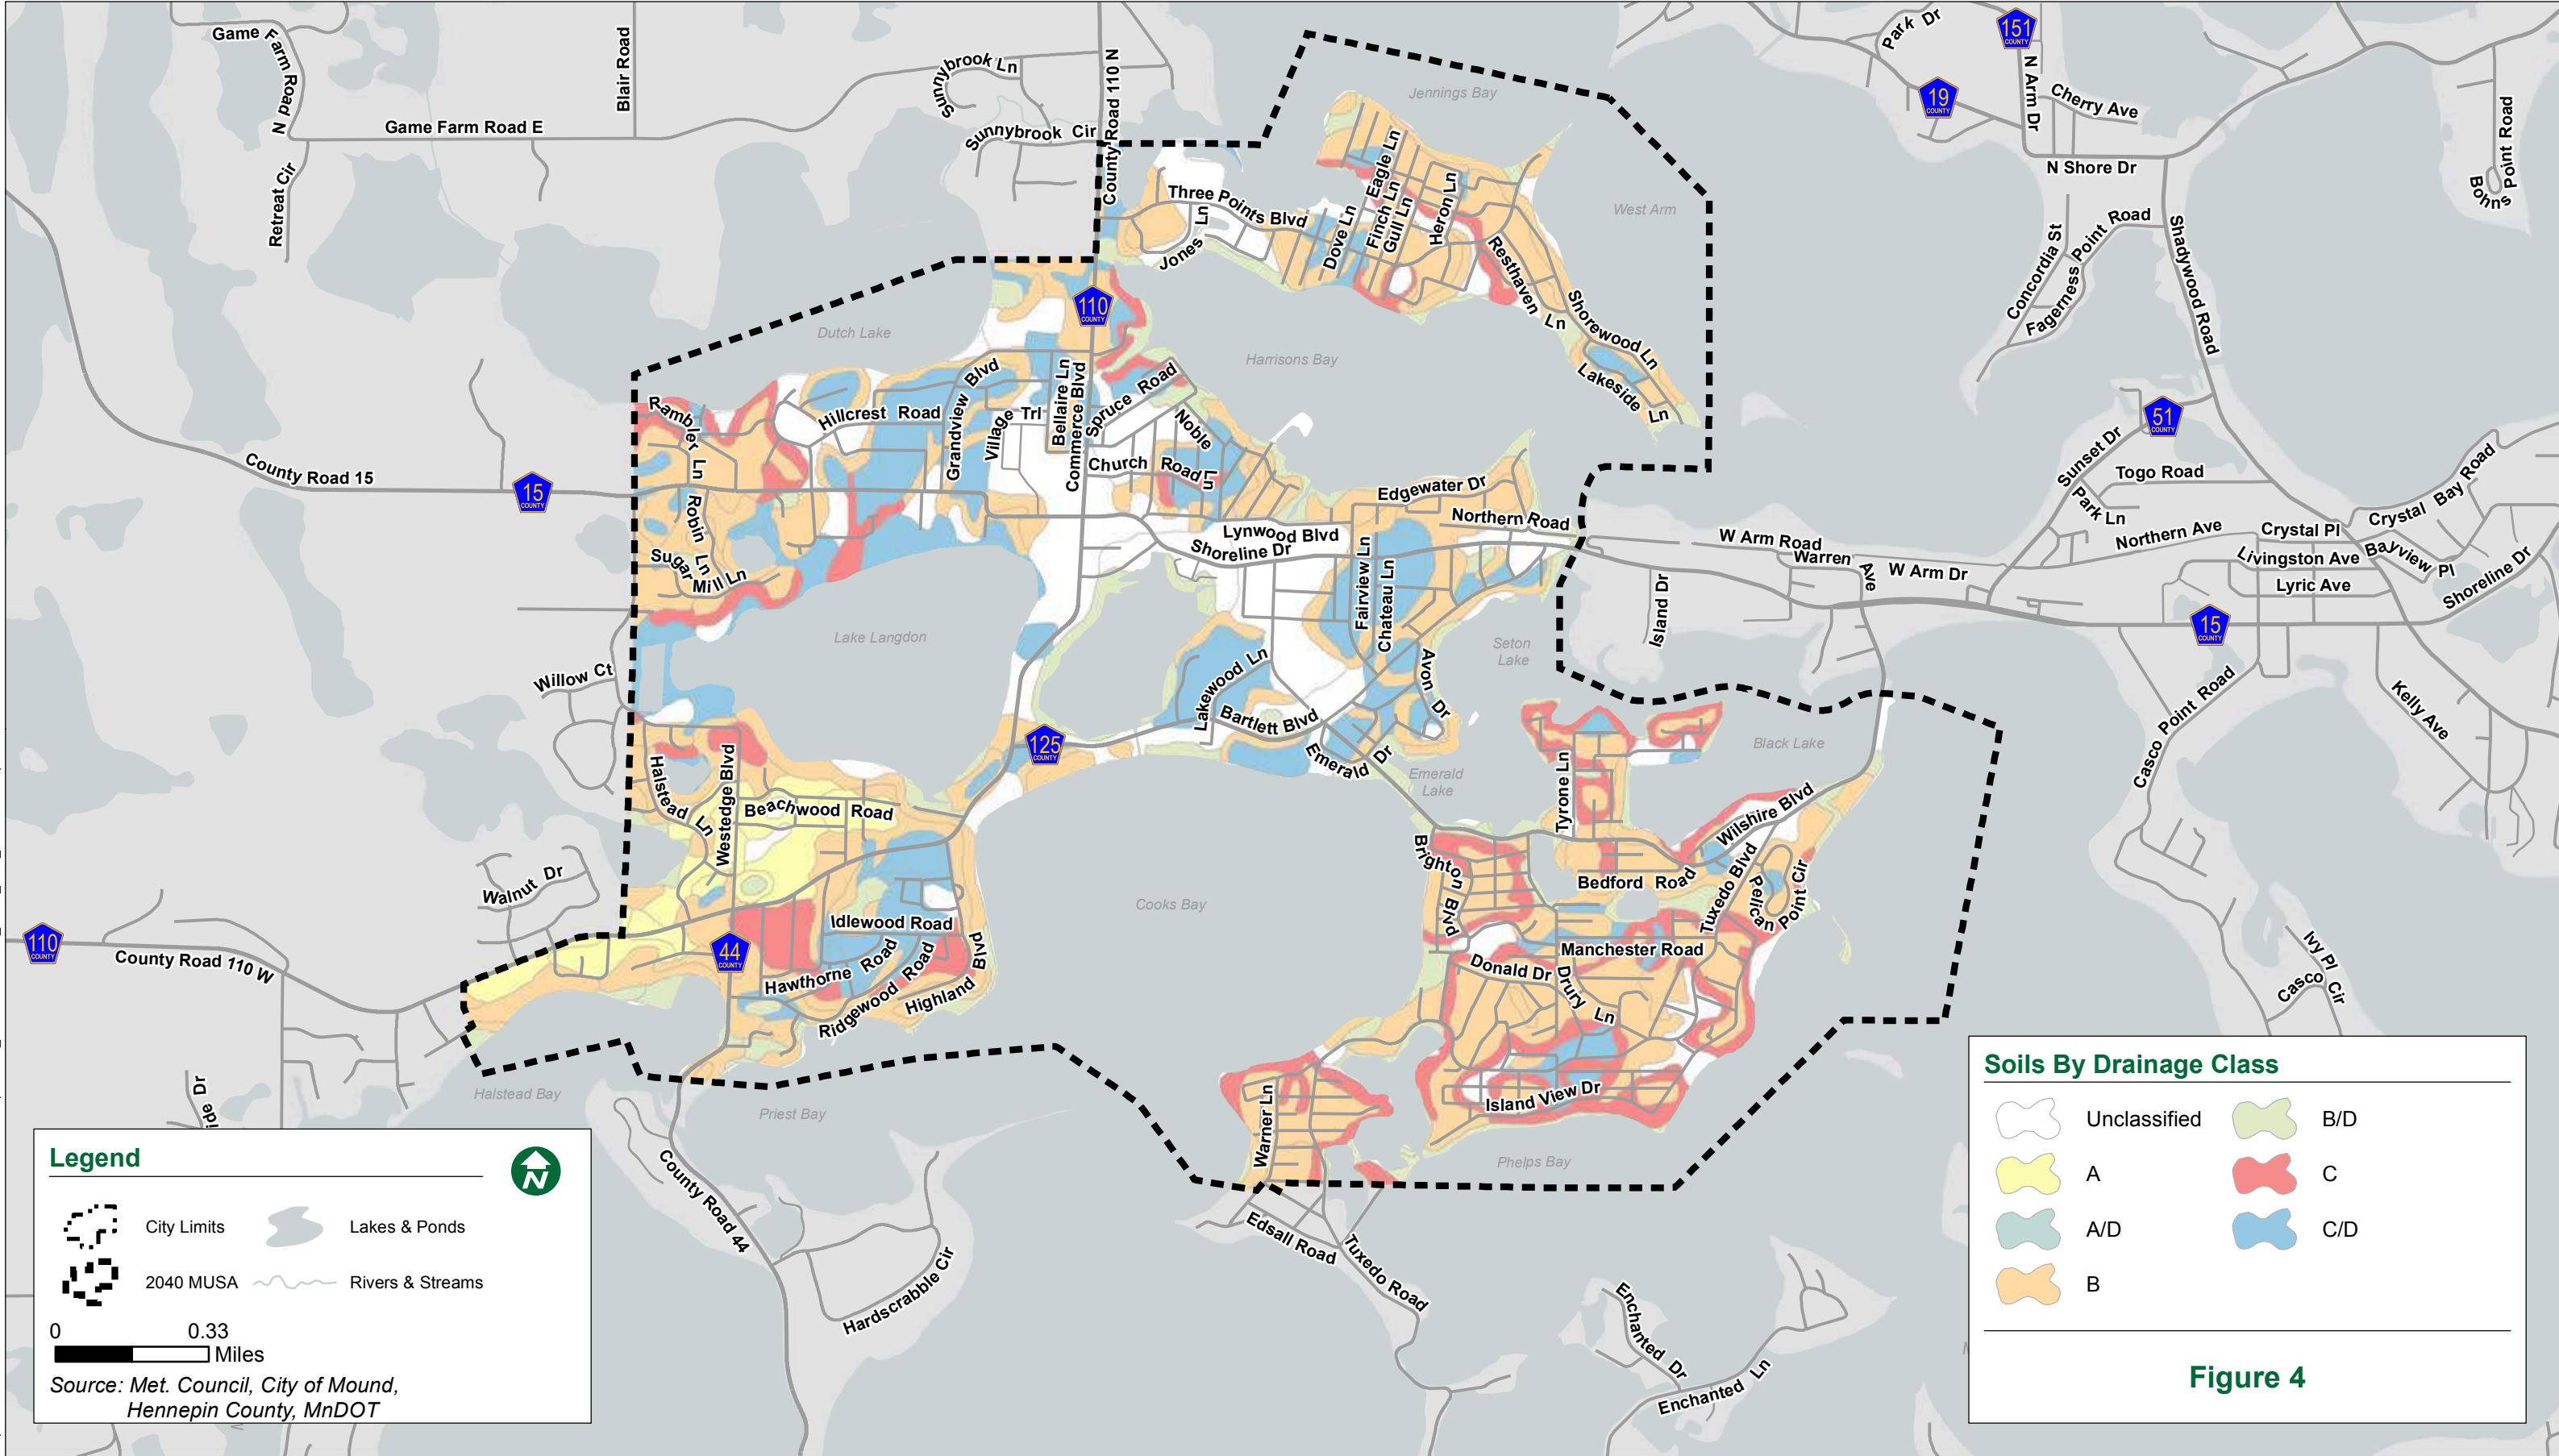 Game Farm Road N
Blair Road
Sunnybrook Ln
County Road 110 N
Park Dr
151
COUNTY
19
COUNTY
N Arm Dr
Cherry Ave
Point Road
Bohns
Game Farm Road E
Sunnybrook Cir
Jennings Bay
N Shore Dr
Retreat Cir
Three Points Blvd
Jones Ln
Dove Ln
Eagle Ln
Finch Ln
Gull Ln
Heron Ln
West Arm
Resthaven Ln
Concordia St
Fagerness Point Road
Shadywood Road
110
COUNTY
Dutch Lake
Harrisons Bay
Shorewood Ln
Lakeside Ln
Rambler Ln
Hillcrest Road
Grandview Blvd
Village Trl
Bellaire Ln
Commerce Blvd
Spruce Road
Noble Ln
Church Road
51
COUNTY
Sunset Dr
Togo Road
Park Ln
Crystal Bay Road
County Road 15
15
COUNTY
Robin Ln
Sugar Mill Ln
Edgewater Dr
Northern Road
Lynwood Blvd
Shoreline Dr
Fairview Ln
Chateau Ln
W Arm Road
Warren Ave
W Arm Dr
Northern Ave
Crystal Pl
Livingston Ave
Bayview Pl
Lyric Ave
Shoreline Dr
Island Dr
15
COUNTY
Lake Langdon
Seton
Lake
Willow Ct
Lakewood Ln
Bartlett Blvd
Avon Dr
Emerald Dr
125
COUNTY
Emerald
Lake
Black Lake
Casco Point Road
Kelly Ave
Halstead Ln
Westedge Blvd
Beachwood Road
Tyrone Ln
Wilshire Blvd
Brighton Blvd
Bedford Road
Tuxedo Blvd
Pelican Point Cir
Walnut Dr
Cooks Bay
110
COUNTY
County Road 110 W
44
COUNTY
Idlewood Road
Hawthorne Road
Ridgewood Road
Highland Blvd
Manchester Road
Donald Dr
Drury Ln
Ivy Pl
Casco Cir
Halstead Bay
Priest Bay
Island View Dr
Warner Ln
Phelps Bay
County Road 44
Hardscrabble Cir
Edsall Road
Tuxedo Road
Enchanted Dr
Enchanted Ln
Legend
N
City Limits
Lakes & Ponds
2040 MUSA
Rivers & Streams
0 0.33
Miles
Source: Met. Council, City of Mound,
Hennepin County, MnDOT
Soils By Drainage Class
Unclassified
B/D
A
C
A/D
C/D
B
Figure 4